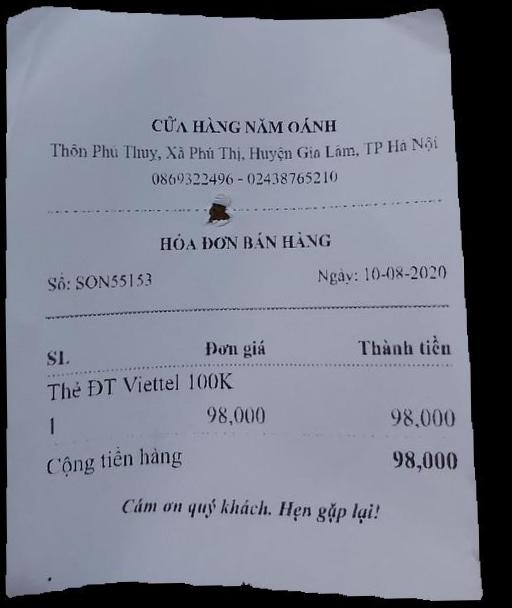 CỬA HÀNG NĂM OÁNH
Thôn Phú Thuỵ, Xã Phú Thị, Huyện Gia Lâm, TP Hà Nội
0869322496 - 02438765210
HÓA ĐƠN BÁN HÀNG
Số: SON55153 Ngày: 10-08-2020
SL Đơn giá Thành tiền
Thẻ ĐT Viettel 100K
1 98,000 98,000
Cộng tiền hàng 98,000
Cám ơn quý khách. Hẹn gặp lại!